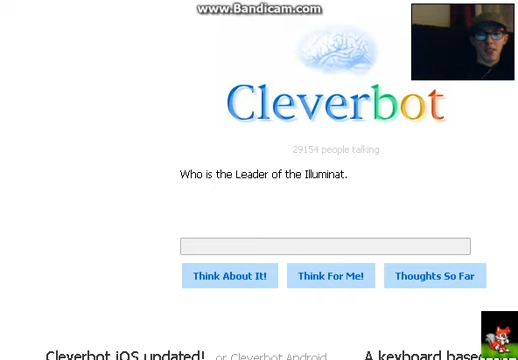 www.Bandicam.com
Cleverbot
29154 people talking
Who is the Leader of the Illuminat.
Think About It!
Think For Me!
Thoughts So Far
Cleverbot iOS updated! or Cleverbot Android
A keyboard based